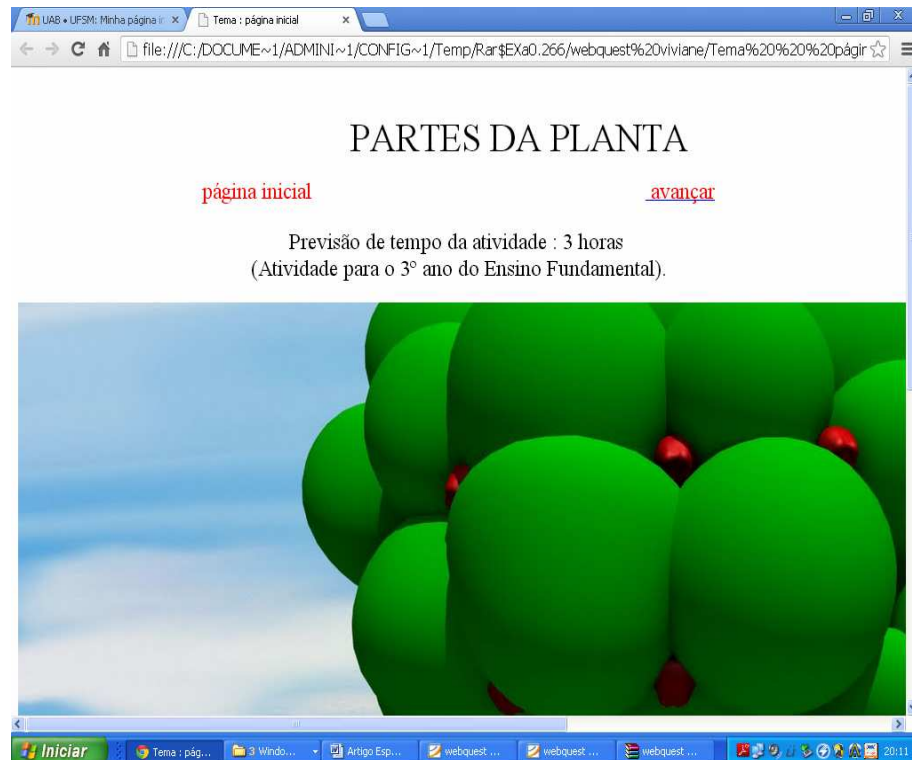 UAB • UFSM: Minha página ir
Tema : página inicial
file:///C:/DOCUME~1/ADMINI~1/CONFIG~1/Temp/Rar$EXa0.266/webquest%20viviane/Tema%20%20%20págir
PARTES DA PLANTA
página inicial
avançar
Previsão de tempo da atividade : 3 horas
(Atividade para o 3º ano do Ensino Fundamental).
Iniciar
Tema : pág...
3 Windo...
Artigo Esp...
webquest ...
webquest ...
webquest ...
20:11